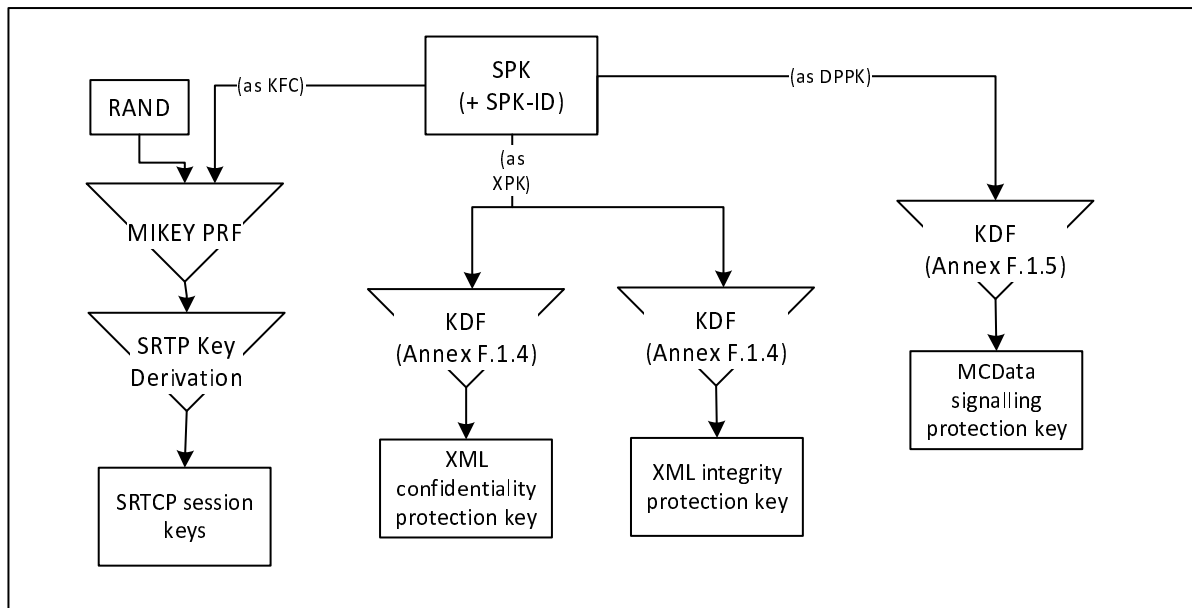 SPK
(+ SPK-ID)
(as KFC)
(as DPPK)
RAND
(as
XPK)
MIKEY PRF
KDF
(Annex F.1.5)
SRTP Key
Derivation
KDF
(Annex F.1.4)
KDF
(Annex F.1.4)
MCData
signalling
protection key
SRTCP session
keys
XML
confidentiality
protection key
XML integrity
protection key